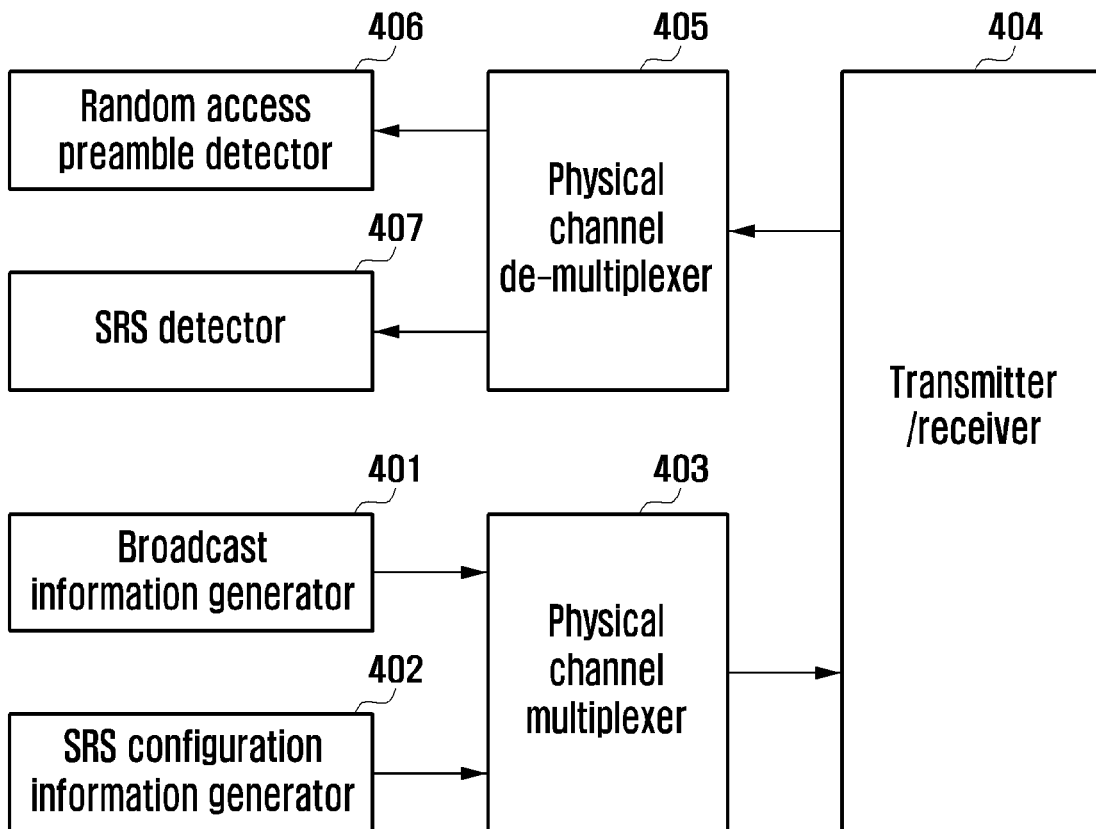 406
405
404
Random access
preamble detector
Physical
channel
de-multiplexer
407
SRS detector
Transmitter
/receiver
401
403
Broadcast
information generator
Physical
channel
multiplexer
402
SRS configuration
information generator